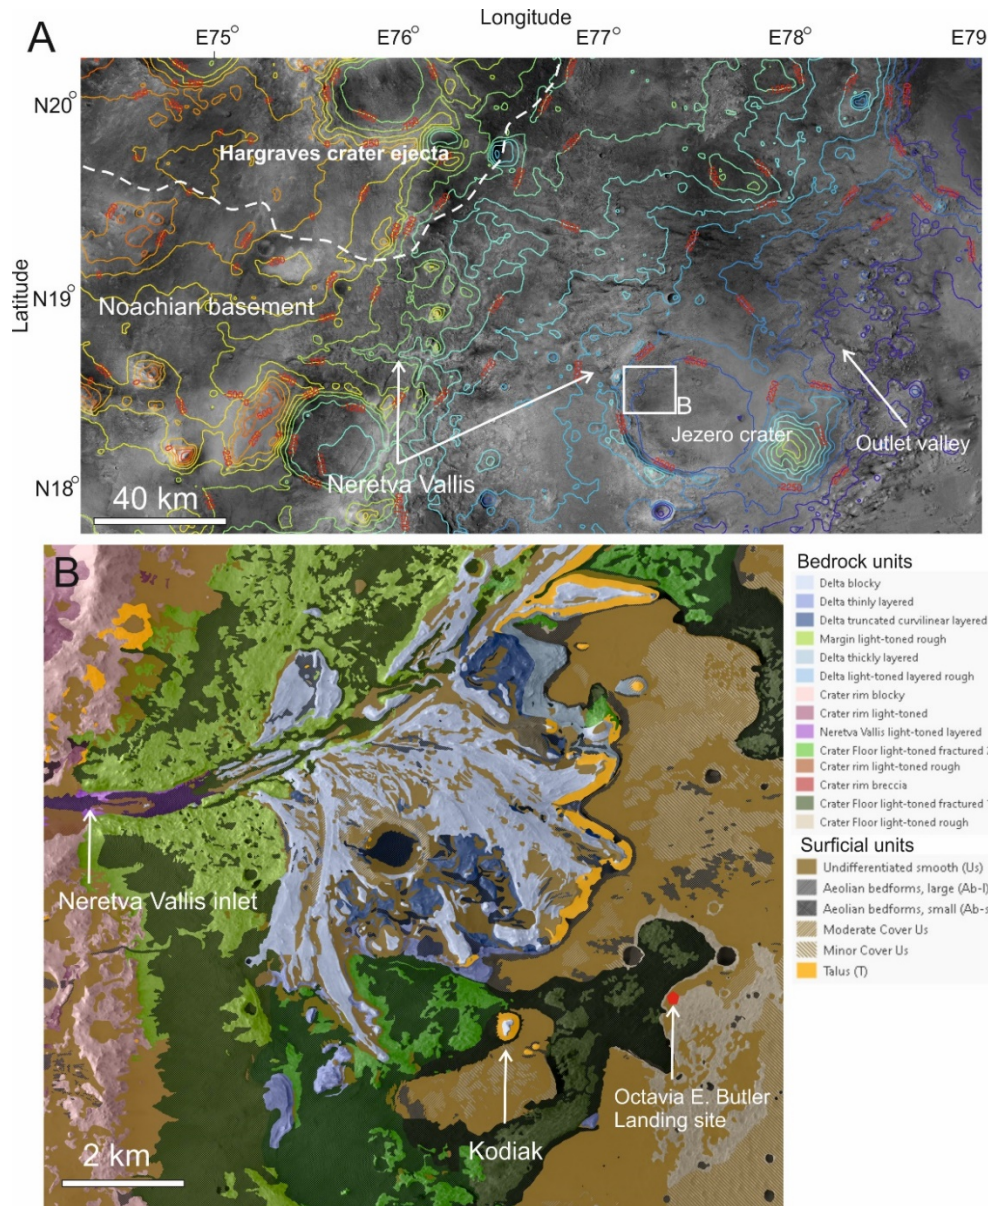 Longitude
A
E75°
E76°
E77°
E78°
E79
N20°
Hargraves crater ejecta
Latitude
N19°
Noachian basement
B
Jezero crater
Outlet valley
N18°
Neretva Vallis
40 km
B
Bedrock units
Delta blocky
Delta thinly layered
Delta truncated curvilinear layered
Margin light-toned rough
Delta thickly layered
Delta light-toned layered rough
Crater rim blocky
Crater rim light-toned
Neretva Vallis light-toned layered
Crater Floor light-toned fractured
Crater rim light-toned rough
Crater rim breccia
Crater Floor light-toned fractured
Crater Floor light-toned rough
Surficial units
Undifferentiated smooth (Us)
Aeolian bedforms, large (Ab-l)
Aeolian bedforms, small (Ab-s
Moderate Cover Us
Minor Cover Us
Talus (T)
Neretva Vallis inlet
Octavia E. Butler
Landing site
Kodiak
2 km